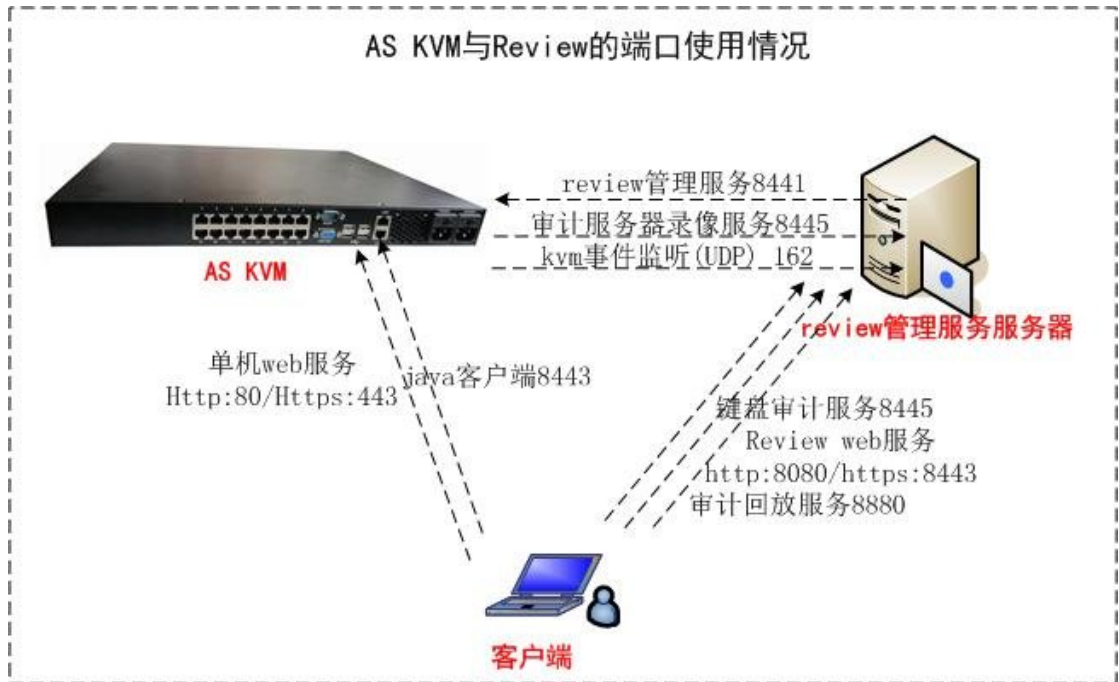 AS KVM与Review的端口使用情况
review管理服务8441
审计服务器录像服务8445
kvm事件监听(UDP) 162
AS KVM
review管理服务服务器
单机web服务
Http:80/Https:443
java客户端8443
键盘审计服务8445
Review web服务
http:8080/https:8443
审计回放服务8880
客户端